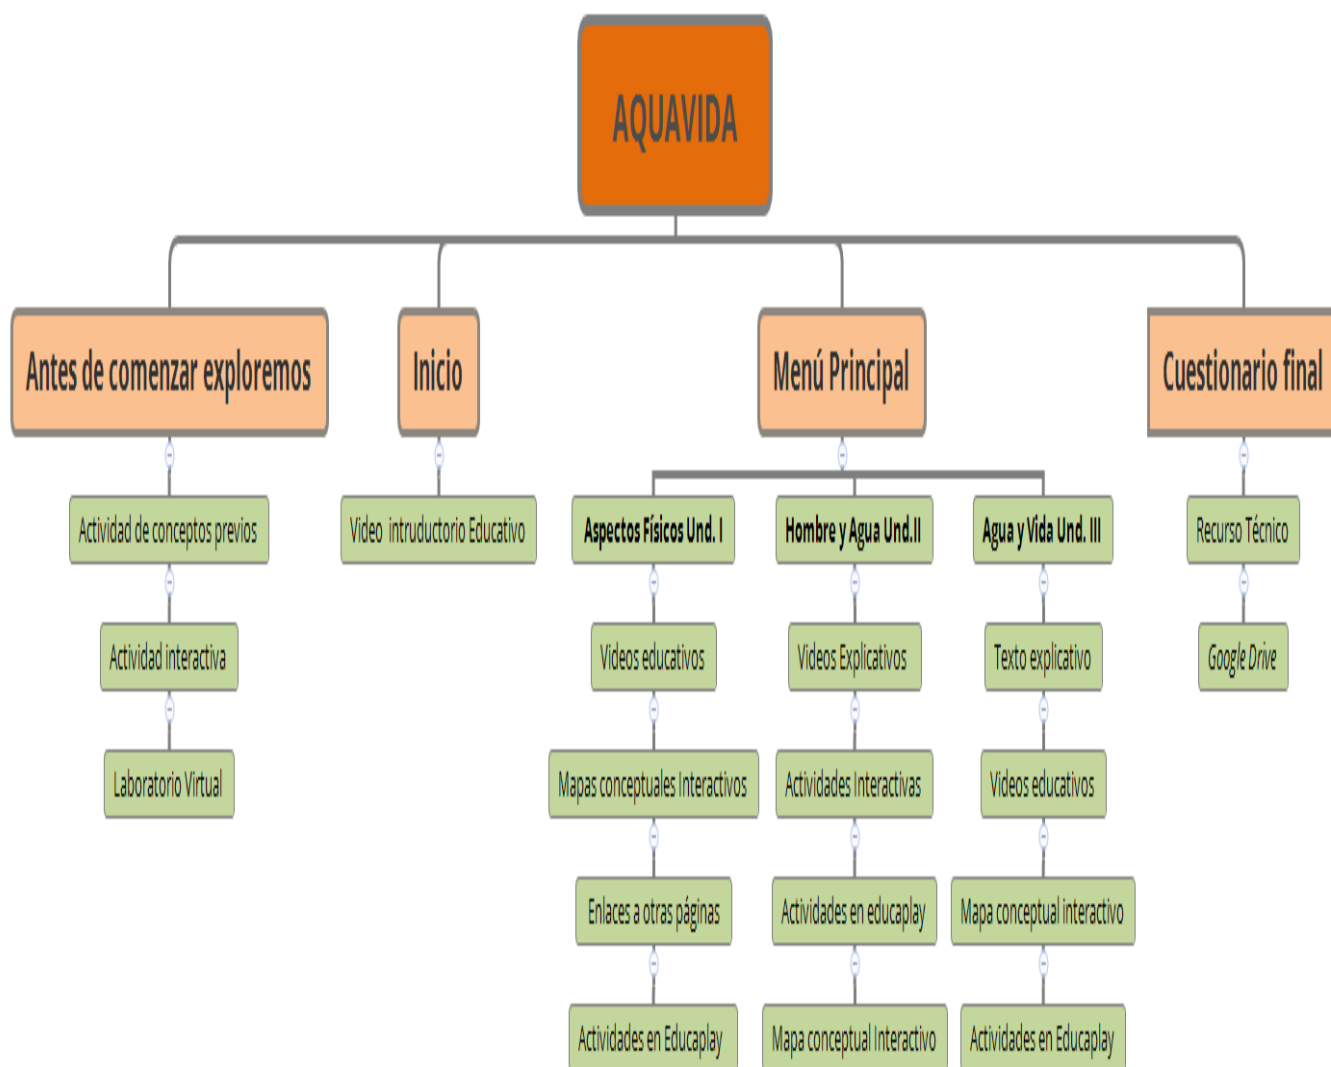 AQUAVIDA
Antes de comenzar exploremos
Inicio
Menú Principal
Cuestionario final
Actividad de conceptos previos
Video intruductorio Educativo
Aspectos Físicos Und. I
Hombre y Agua Und.II
Agua y Vida Und. III
Recurso Técnico
Actividad interactiva
Videos educativos
Videos Explicativos
Texto explicativo
Google Drive
Laboratorio Virtual
Mapas conceptuales Interactivos
Actividades Interactivas
Videos educativos
Enlaces a otras páginas
Actividades en educaplay
Mapa conceptual interactivo
Actividades en Educaplay
Mapa conceptual Interactivo
Actividades en Educaplay